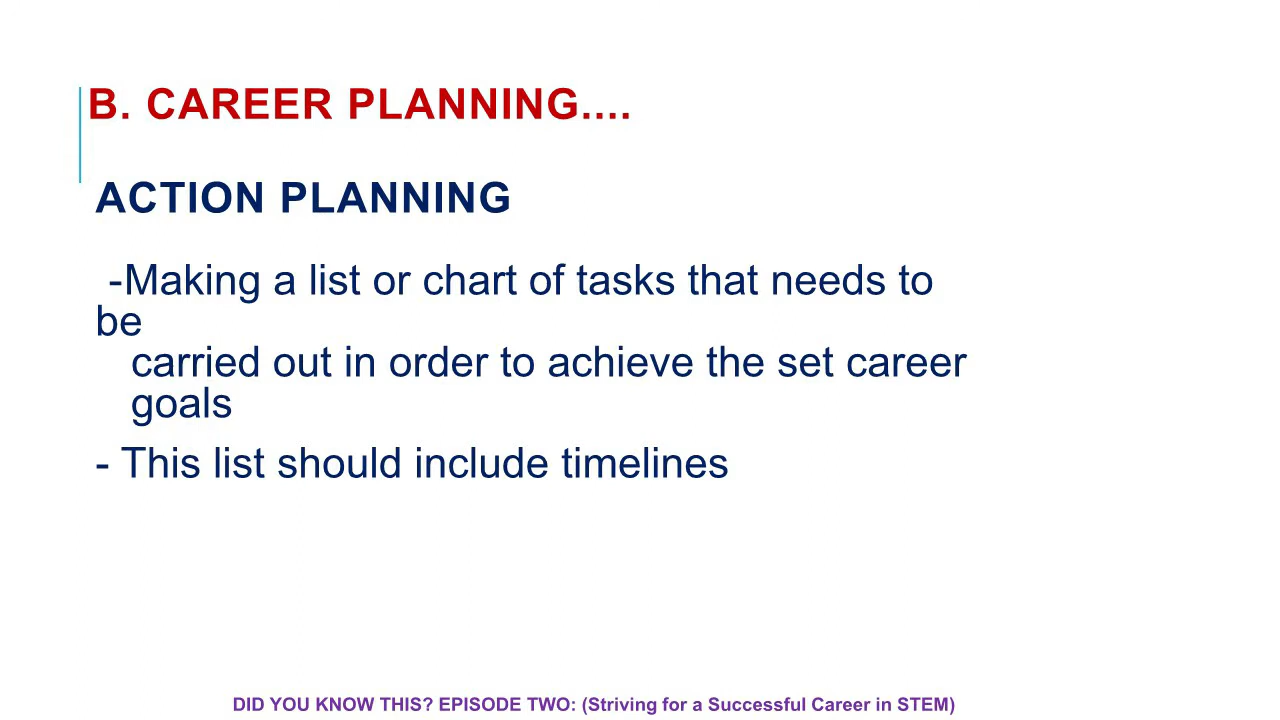 B. CAREER PLANNING....
ACTION PLANNING
-Making a list or chart of tasks that needs to
be
carried out in order to achieve the set career
goals
- This list should include timelines
DID YOU KNOW THIS? EPISODE TWO: (Striving for a Successful Career in STEM)